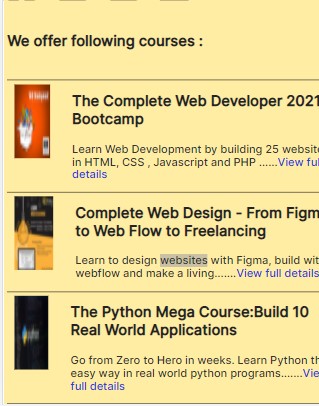 We offer following courses :
The Complete Web Developer 2021
Bootcamp
Learn Web Development by building 25 website
in HTML, CSS , Javascript and PHP ......View ful
details
Complete Web Design - From Figm
to Web Flow to Freelancing
Learn to design websites with Figma, build wit
webflow and make a living.......View full details
The Python Mega Course:Build 10
Real World Applications
Go from Zero to Hero in weeks. Learn Python th
easy way in real world python programs.......Vie
full details